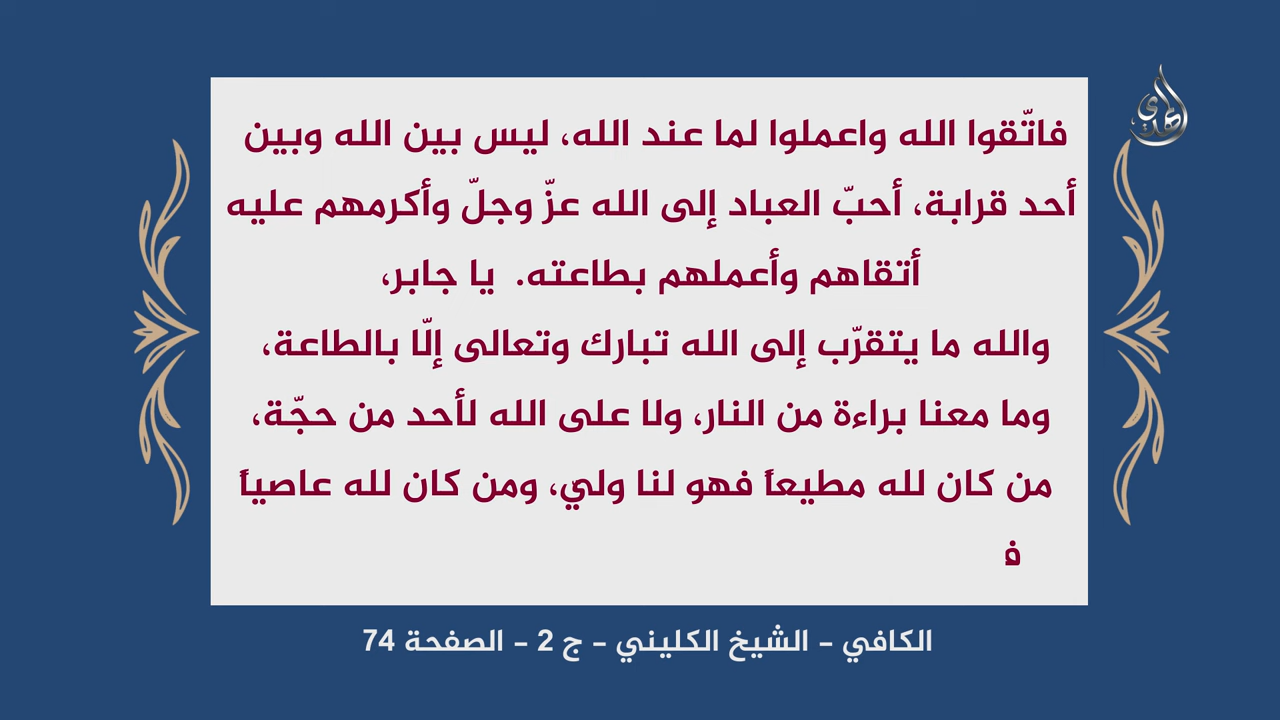 فاتّقوا الله واعملوا لما عند الله، ليس بين الله وبين
أحد قرابة، أحبّ العباد إلى الله عزّ وجلّ وأكرمهم عليه
أتقاهم وأعملهم بطاعته. يا جابر،
والله ما يتقرّب إلى الله تبارك وتعالى إلّا بالطاعة،
وما معنا براءة من النار، ولا على الله لأحد من حجّة،
من كان لله مطيعاً فهو لنا ولي، ومن كان لله عاصياً
ف
الكافي - الشيخ الكليني - ج 2 - الصفحة 74